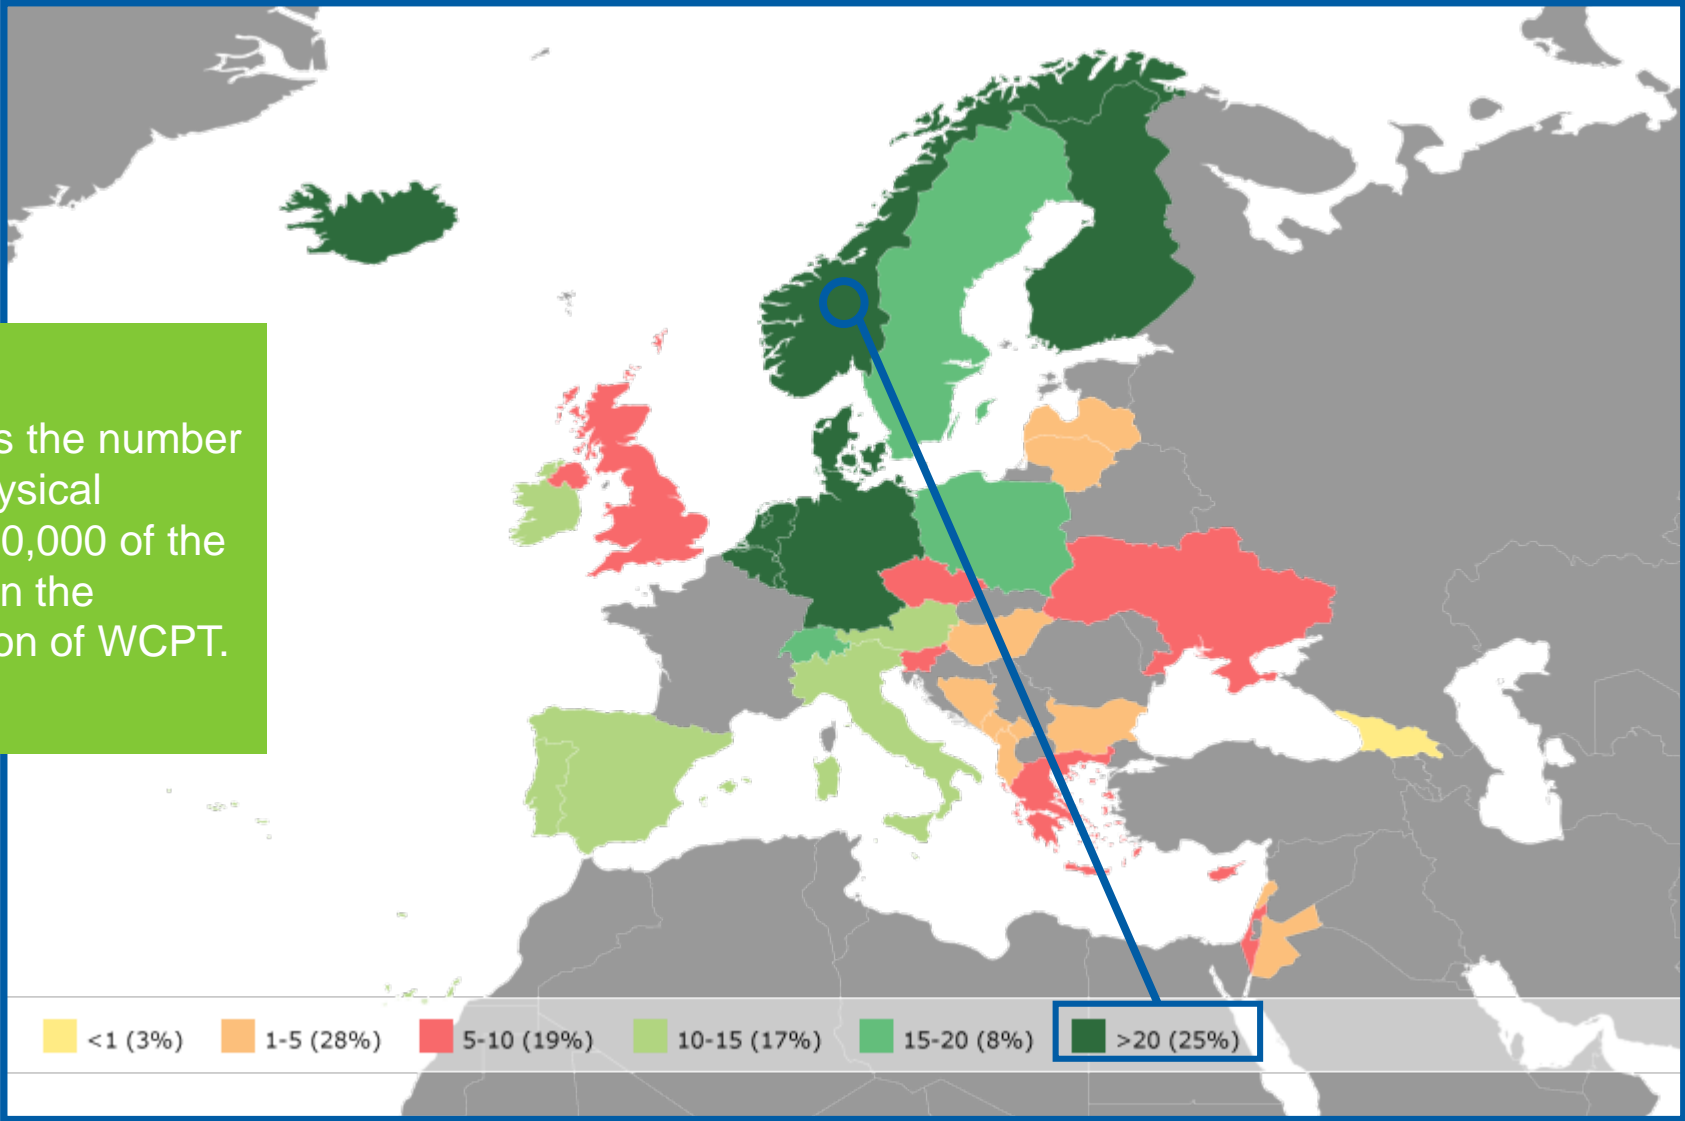 s the number
ysical
0,000 of the
n the
on of WCPT.
<1 (3%)
1-5 (28%)
5-10 (19%)
10-15 (17%)
15-20 (8%)
>20 (25%)